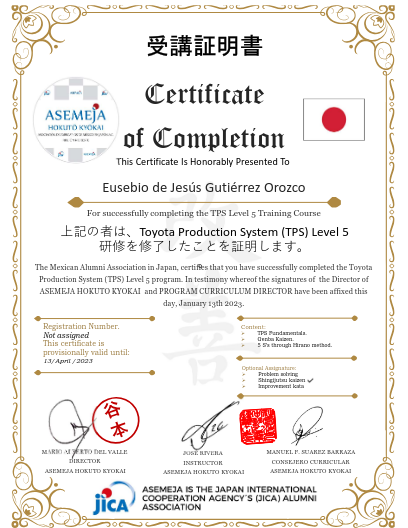 受講証明書
Certificate
of Completion
ASEMEJA
HOKUTO KYOKAI
This Certificate Is Honorably Presented To
Eusebio de Jesús Gutiérrez Orozco
For successfully completing the TPS Level 5 Training Course
改善
上記の者は、Toyota Production System (TPS) Level 5
研修を修了したことを証明します。
The Mexican Alumni Association in Japan, certifies that you have successfully completed the Toyota
Production System (TPS) Level 5 program. In testimony whereof the signatures of the Director of
ASEMEJA HOKUTO KYOKAI and PROGRAM CURRICULUM DIRECTOR have been affixed this
day, January 13th 2023.
Registration Number.
Not assigned
This certificate is
provisionally valid until:
13/April/2023
Content:
TPS Fundamentals.
Genba Kaizen.
5 S's through Hirano method.
Optional Assignature:
Problem solving
Shingijutsu kaizen ✓
Improvement kata
谷本
MARIO ALBERTO DEL VALLE
DIRECTOR
ASEMEJA HOKUTO KYOKAI
JOSE RIVERA
INSTRUCTOR
ASEMEJA HOKUTO KYOKAI
MANUEL F. SUAREZ BARRAZA
CONSEJERO CURRICULAR
ASEMEJA HOKUTO KYOKAI
jICA
ASEMEJA IS THE JAPAN INTERNATIONAL
COOPERATION AGENCY'S (JICA) ALUMNI
ASSOCIATION